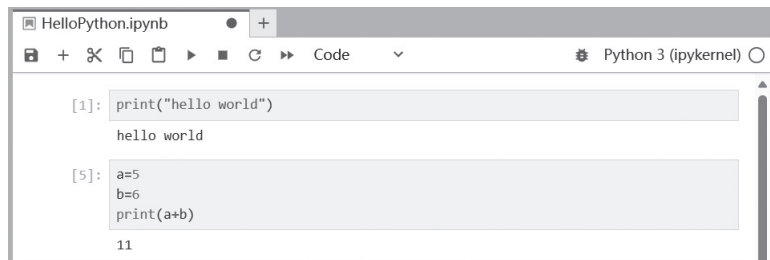 HelloPython.ipynb
Code Python 3 (ipykernel)
[1]: print("hello world")
hello world
[5]: a=5
b=6
print(a+b)
11